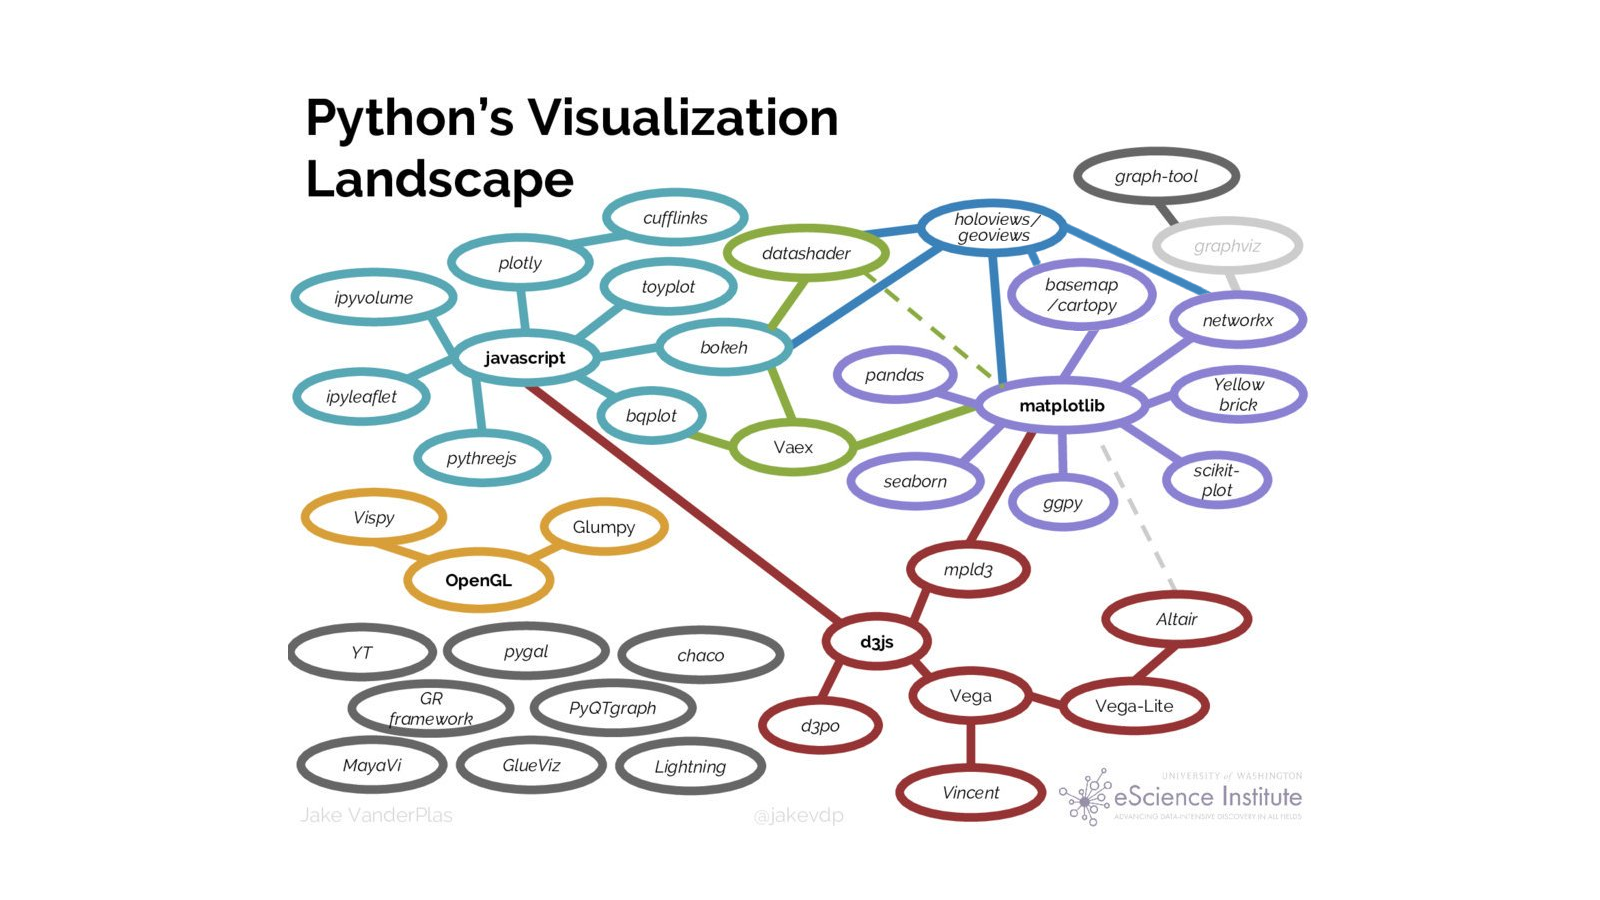 Python's Visualization
Landscape
cufflinks
plotly
ipyvolume
toyplot
javascript
bokeh
ipyleaflet
bqplot
pythreejs
datashader
holoviews/
geoviews
basemap
/cartopy
graph-tool
graphviz
networkx
pandas
matplotlib
Yellow
brick
Vaex
seaborn
ggpy
scikit-
plot
Vispy
Glumpy
OpenGL
mpld3
Altair
d3js
Vega
Vega-Lite
d3po
Vincent
YT
pygal
chaco
GR
framework
PyQTgraph
MayaVi
GlueViz
Lightning
Jake VanderPlas
@jakevdp
UNIVERSITY of WASHINGTON
eScience Institute
ADVANCING DATA-INTENSIVE DISCOVERY IN ALL FIELDS